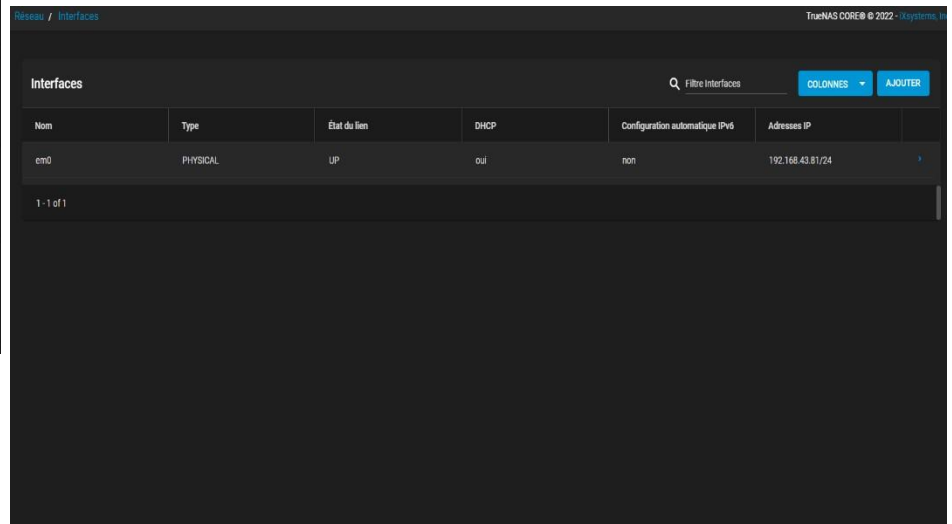 Réseau / Interfaces TrueNAS CORE® © 2022 - iXsystems, In
Interfaces Filtre Interfaces COLONNES AJOUTER
Nom Type État du lien DHCP Configuration automatique IPv6 Adresses IP
em0 PHYSICAL UP oui non 192.168.43.81/24
1 - 1 of 1